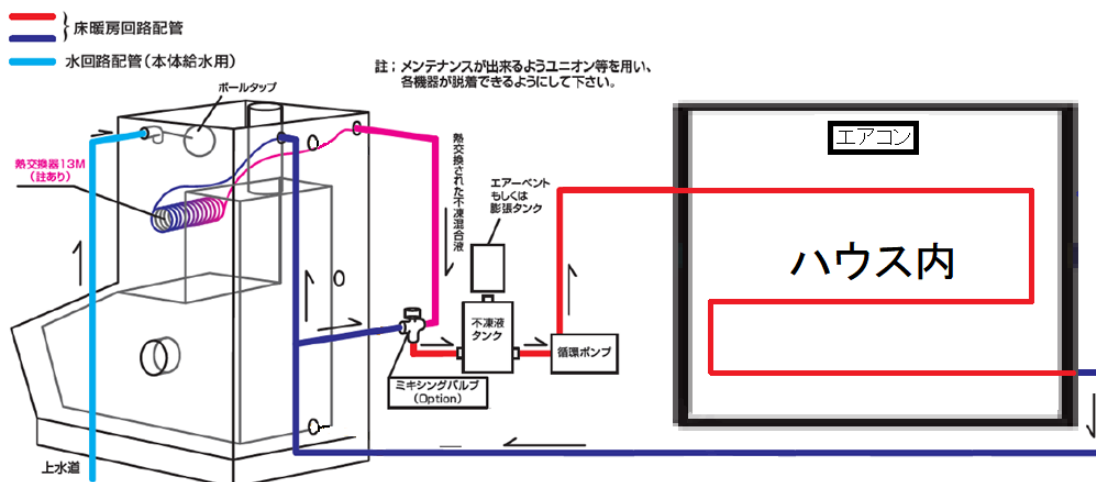 床暖房回路配管
水回路配管(本体給水用)
註;メンテナンスが出来るようユニオン等を用い、
各機器が脱着できるようにして下さい。
ボールタップ
熱交換器13M
(註あり)
熱交換された不凍混合液
エアーベント
もしくは
膨張タンク
エアコン
ハウス内
不凍液
タンク
循環ポンプ
ミキシングバルブ
(Option)
上水道